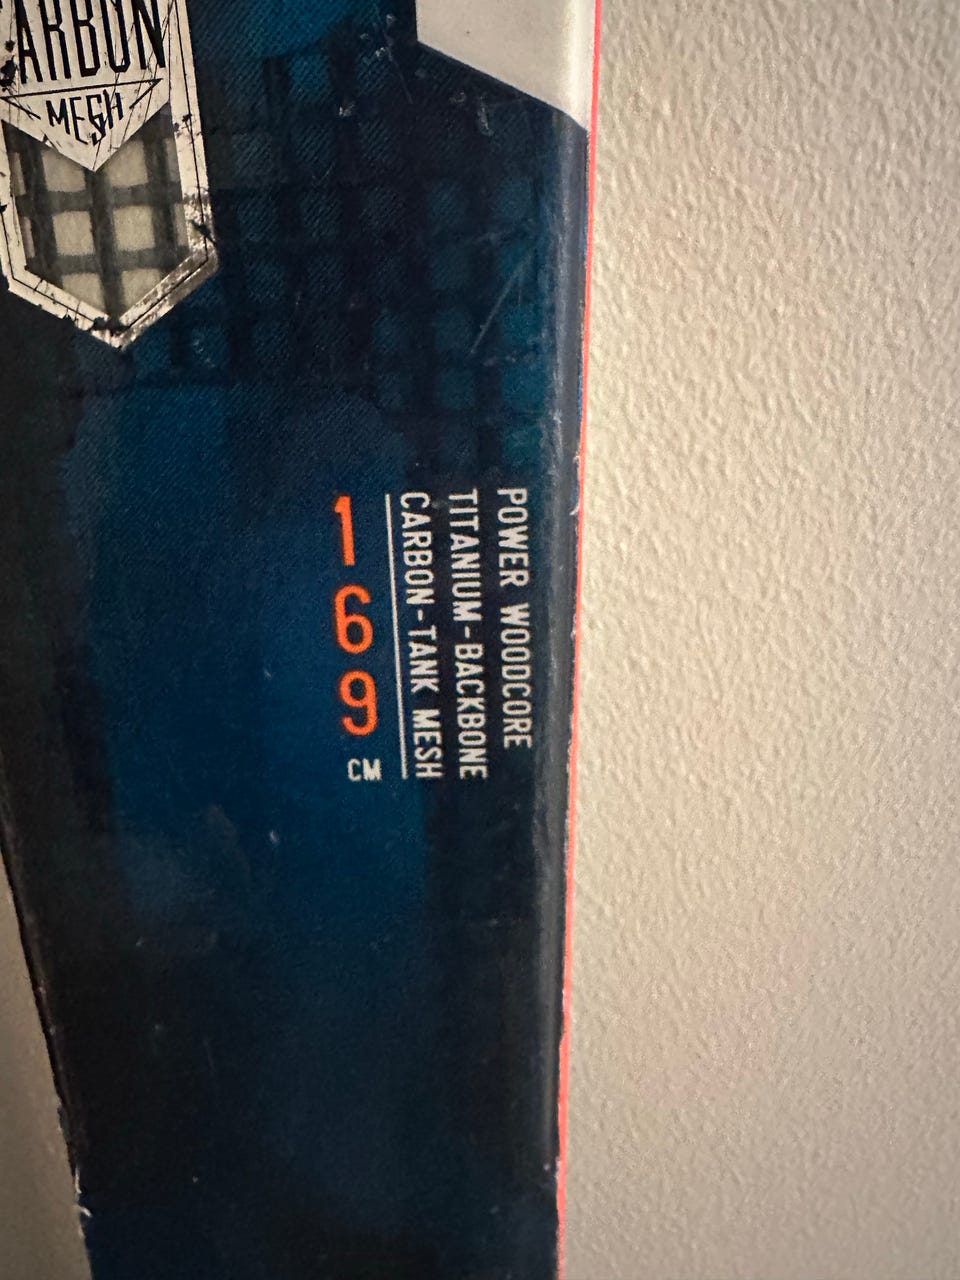 ARBON
MESH
POWER WOODCORE
TITANIUM-BACKBONE
CARBON-TANK MESH
169 CM